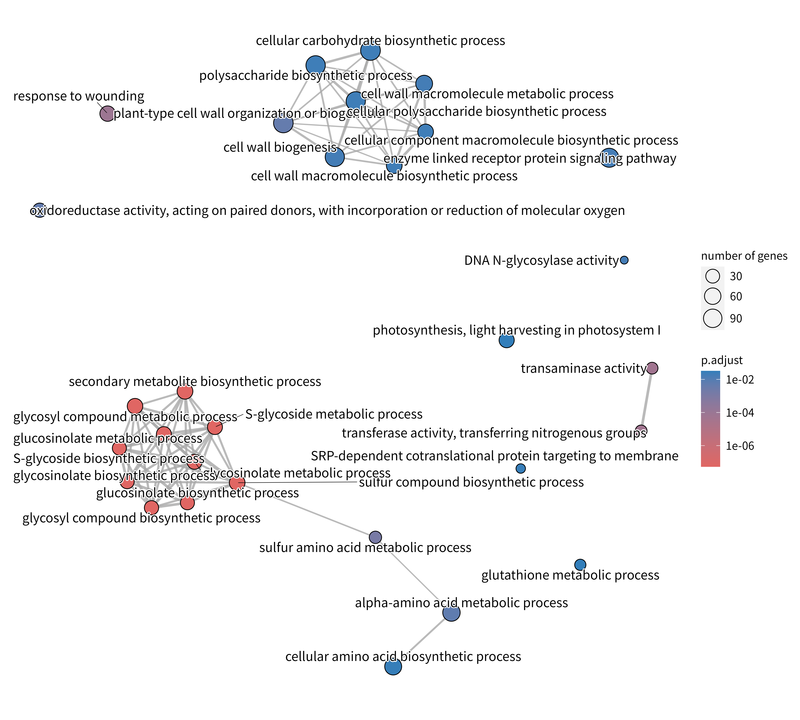 cellular carbohydrate biosynthetic process
polysaccharide biosynthetic process
cell wall macromolecule metabolic process
response to wounding
plant-type cell wall organization or biogenesis
cellular polysaccharide biosynthetic process
cellular component macromolecule biosynthetic process
cell wall biogenesis
enzyme linked receptor protein signaling pathway
cell wall macromolecule biosynthetic process
oxidoreductase activity, acting on paired donors, with incorporation or reduction of molecular oxygen
DNA N-glycosylase activity
number of genes
30
60
90
photosynthesis, light harvesting in photosystem I
p.adjust
1e-02
1e-04
1e-06
transaminase activity
secondary metabolite biosynthetic process
glycosyl compound metabolic process
S-glycoside metabolic process
transferase activity, transferring nitrogenous groups
glucosinolate metabolic process
SRP-dependent cotranslational protein targeting to membrane
S-glycoside biosynthetic process
glycosinolate biosynthetic process
glycosinolate metabolic process
sulfur compound biosynthetic process
glucosinolate biosynthetic process
glycosyl compound biosynthetic process
sulfur amino acid metabolic process
glutathione metabolic process
alpha-amino acid metabolic process
cellular amino acid biosynthetic process